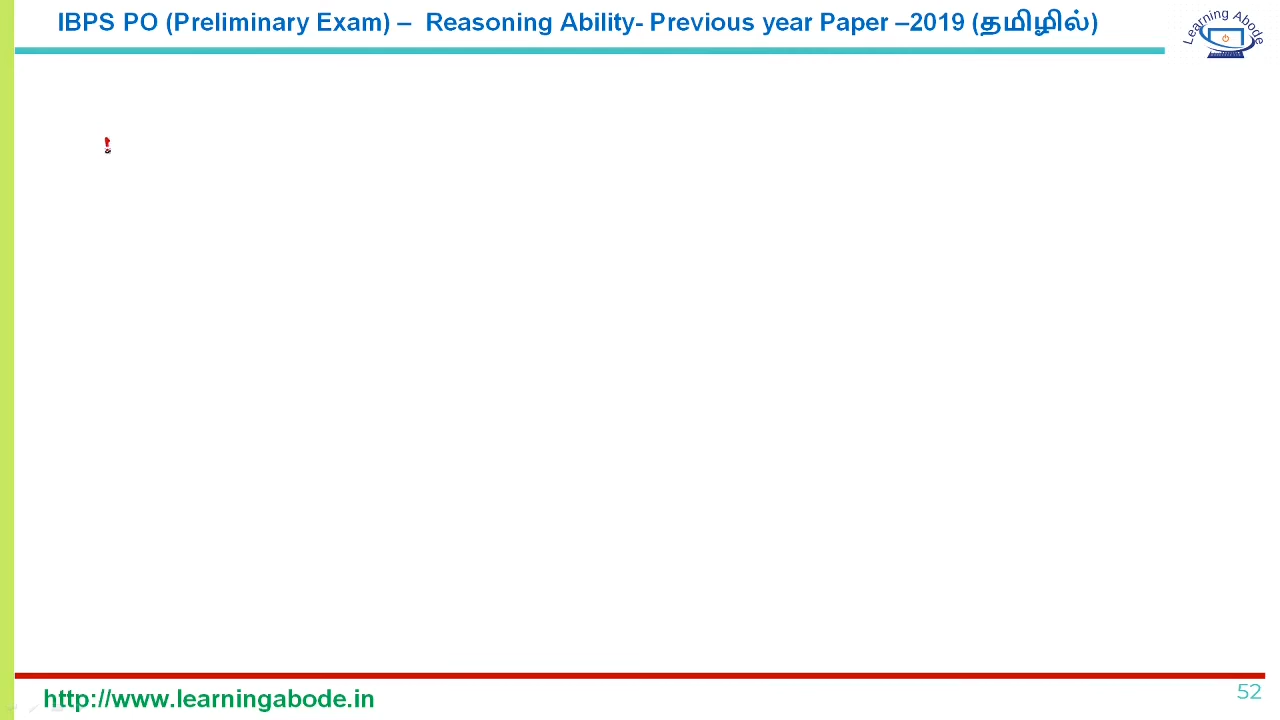 IBPS PO (Preliminary Exam) – Reasoning Ability- Previous year Paper –2019 (தமிழில்)
Learning Abode
http://www.learningabode.in
52